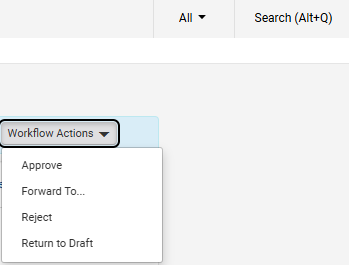 All
Search (Alt+Q)
Workflow Actions
Approve
Forward To...
Reject
Return to Draft